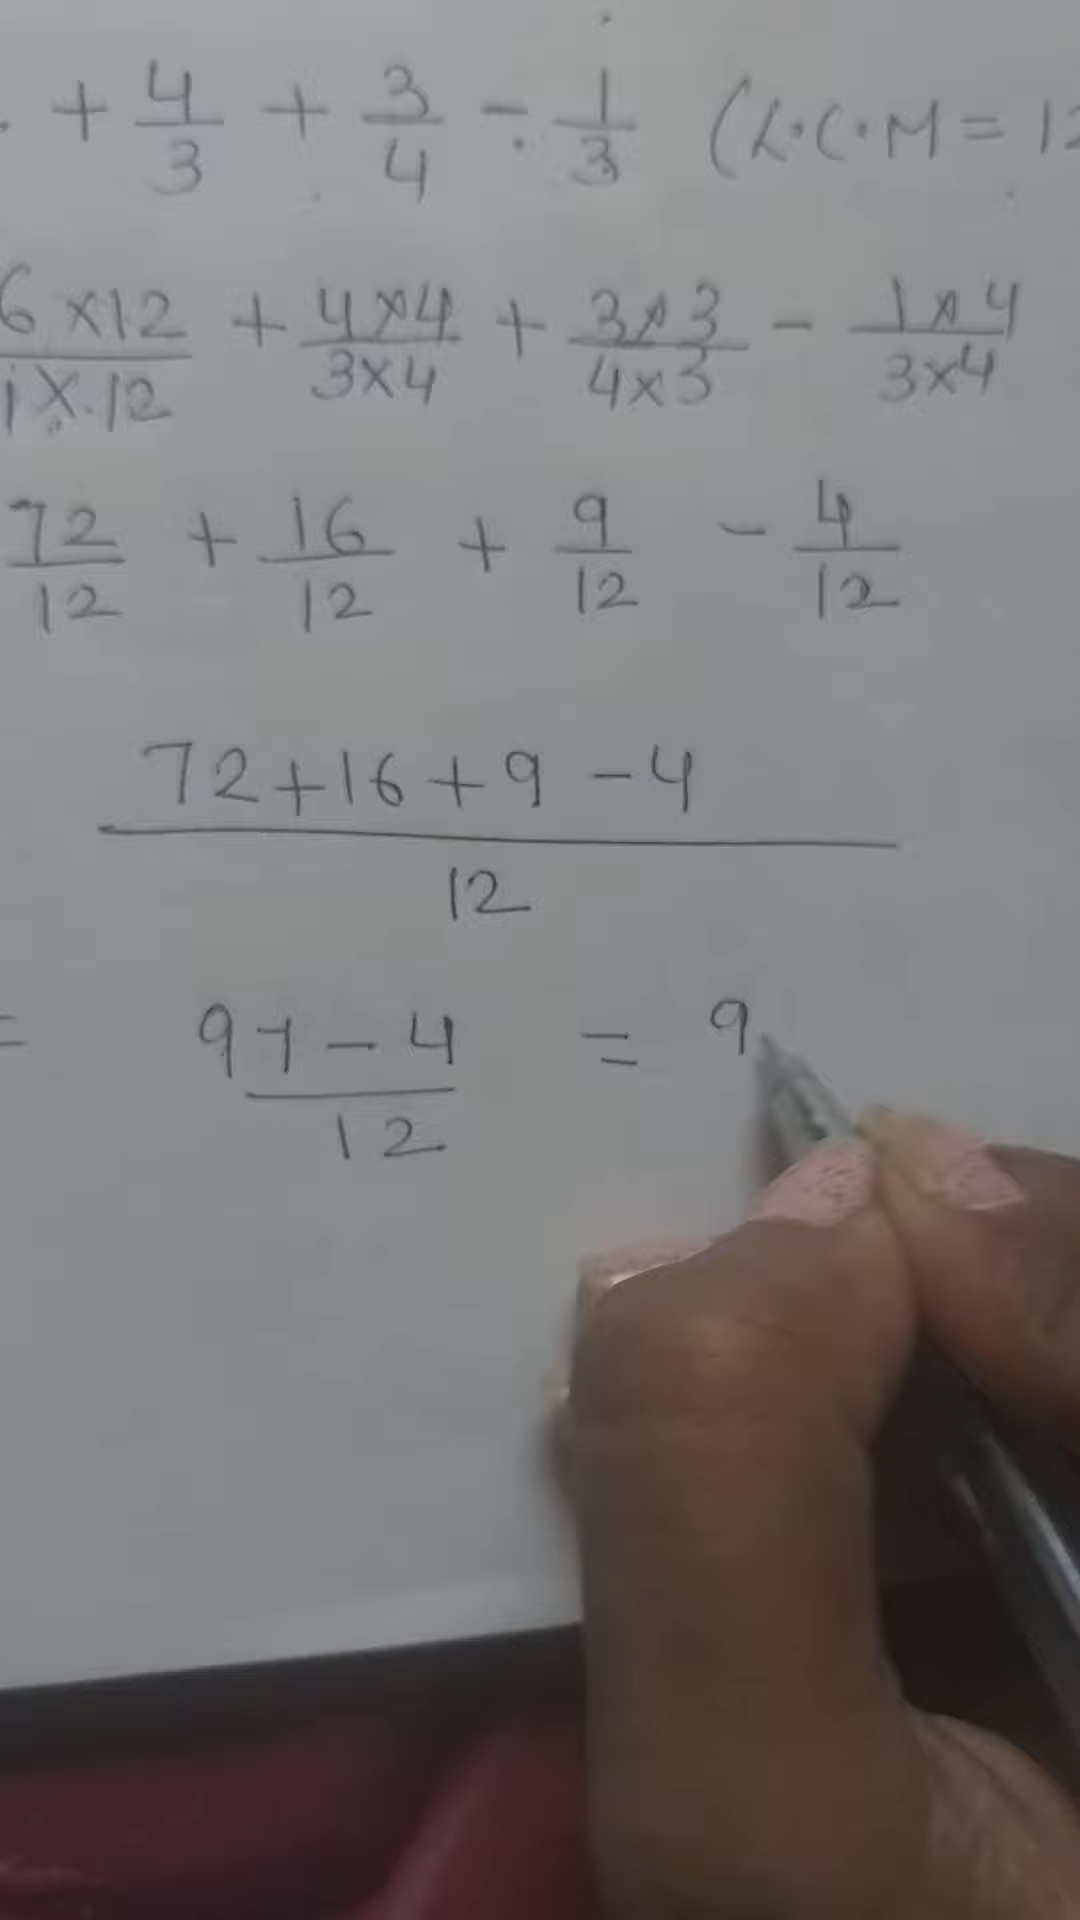 + 4/3 + 3/4 - 1/3 (L.C.M = 12
6×12/1×12 + 4×4/3×4 + 3×3/4×3 - 1×4/3×4
72/12 + 16/12 + 9/12 - 4/12
72+16+9-4/12
= 97-4/12 = 9